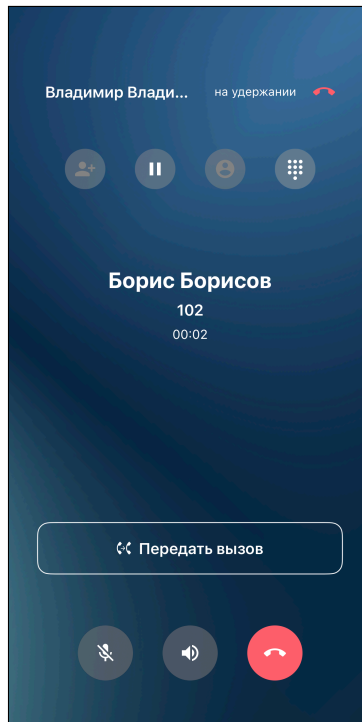 Владимир Влади... на удержании
Борис Борисов
102
00:02
Передать вызов